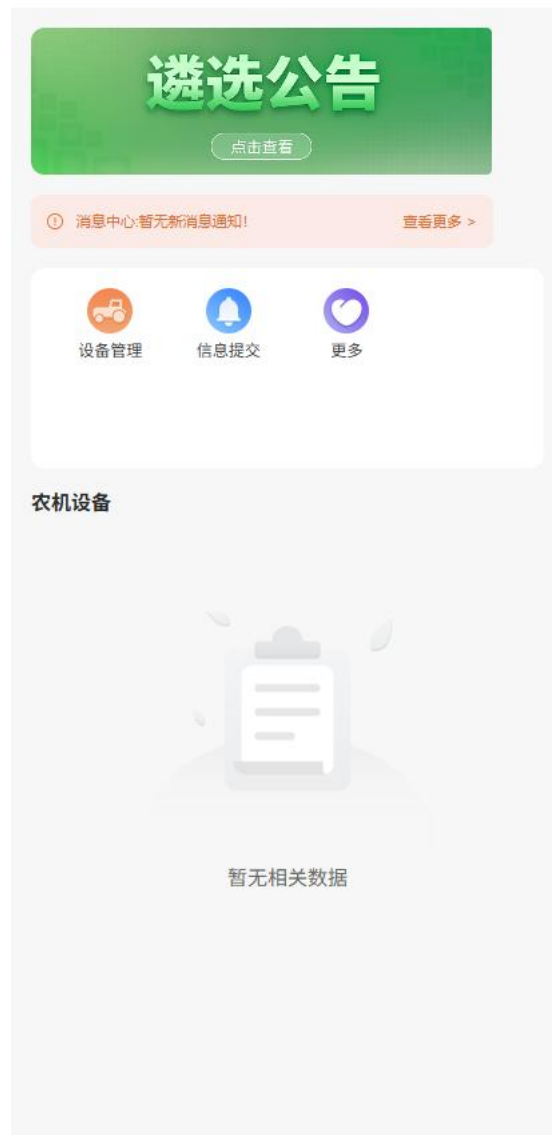 遴选公告
点击查看
消息中心:暂无新消息通知!
查看更多 >
设备管理
信息提交
更多
农机设备
暂无相关数据